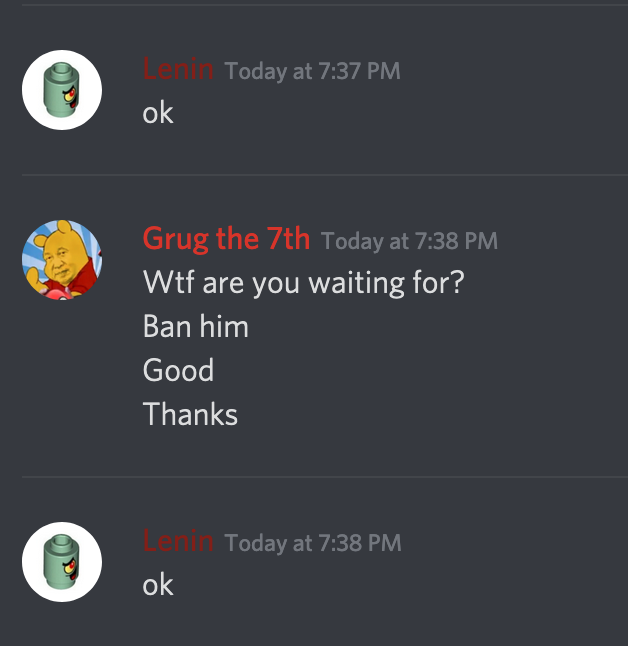 Lenin Today at 7:37 PM
ok
Grug the 7th Today at 7:38 PM
Wtf are you waiting for?
Ban him
Good
Thanks
Lenin Today at 7:38 PM
ok